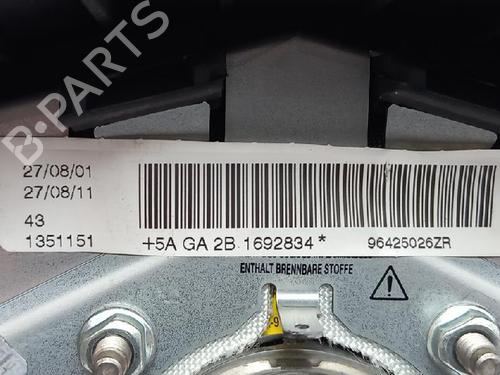 B-PARTS
27/08/01
27/08/11
43
1351151
+5A GA 2B 1692834*
96425026ZR
ENTHALT BRENNBARE STOFFE